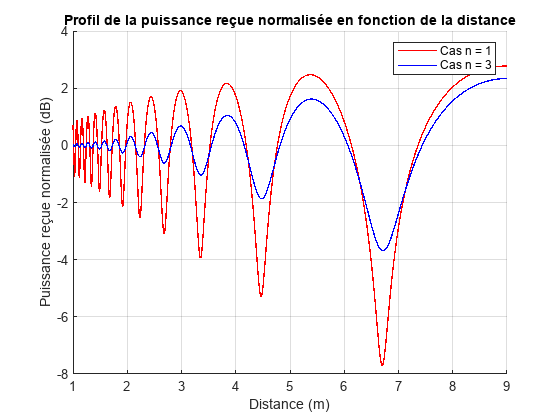 Profil de la puissance reçue normalisée en fonction de la distance
Cas n = 1
Cas n = 3
Puissance reçue normalisée (dB)
4
2
0
-2
-4
-6
-8
1 2 3 4 5 6 7 8 9
Distance (m)